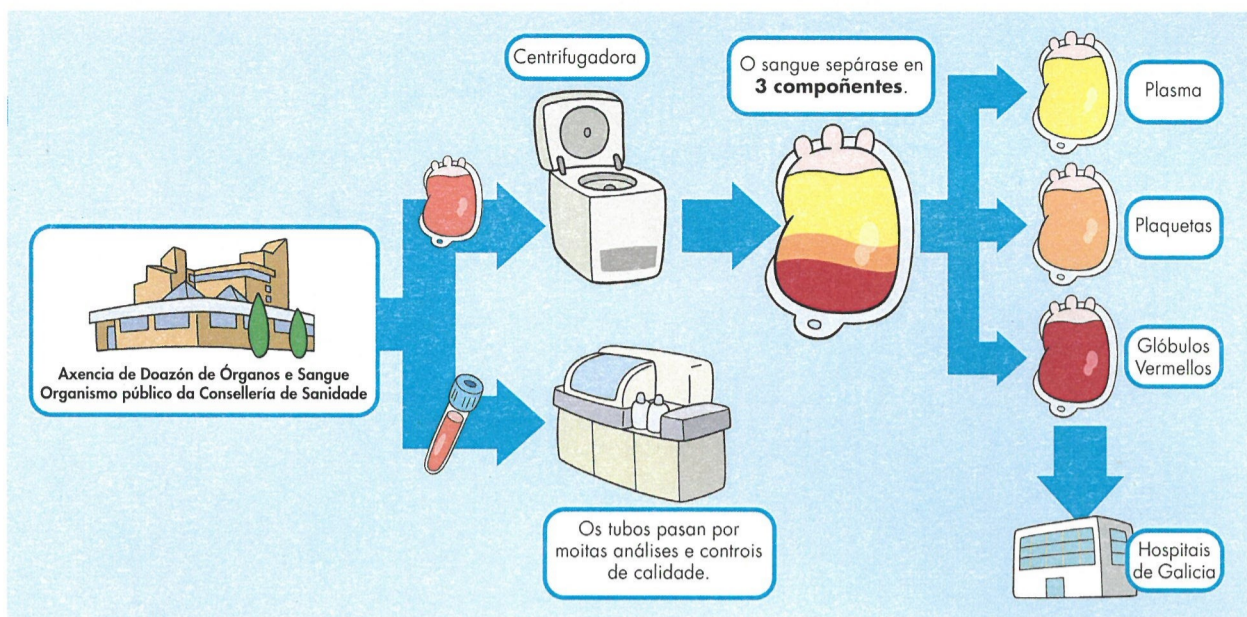 Centrifugadora
O sangue sepárase en
3 compoñentes.
Plasma
Plaquetas
Glóbulos
Vermellos
Axencia de Doazón de Órganos e Sangue
Organismo público da Consellería de Sanidade
Os tubos pasan por
moitas análises e controis
de calidade.
Hospitais
de Galicia